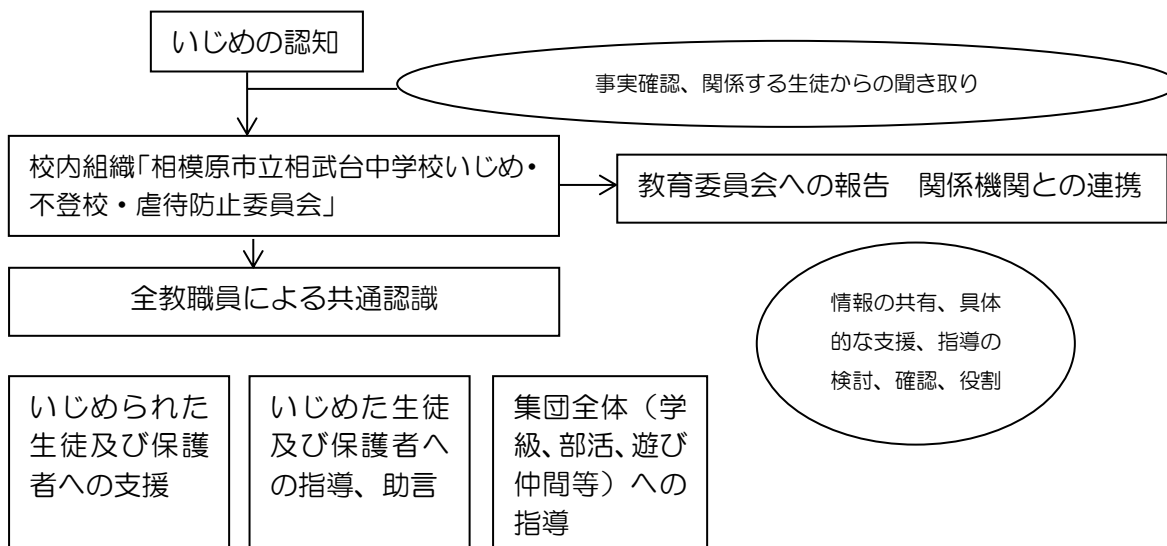 いじめの認知
事実確認、関係する生徒からの聞き取り
校内組織「相模原市立相武台中学校いじめ・
不登校・虐待防止委員会」
教育委員会への報告　関係機関との連携
全教職員による共通認識
情報の共有、具体
的な支援、指導の
検討、確認、役割
いじめられた
生徒及び保護
者への支援
いじめた生徒
及び保護者へ
の指導、助言
集団全体（学
級、部活、遊び
仲間等）への
指導